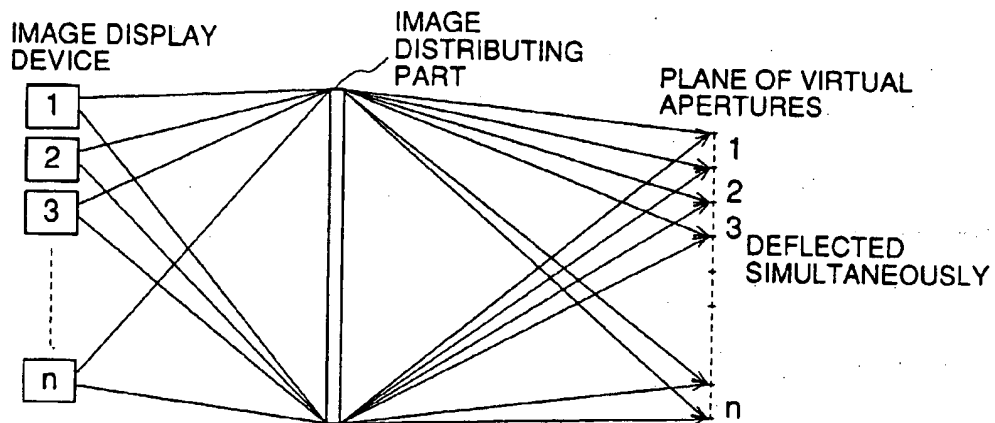 IMAGE DISPLAY
DEVICE
1
2
3
n
IMAGE
DISTRIBUTING
PART
PLANE OF VIRTUAL
APERTURES
1
2
3
DEFLECTED
SIMULTANEOUSLY
n